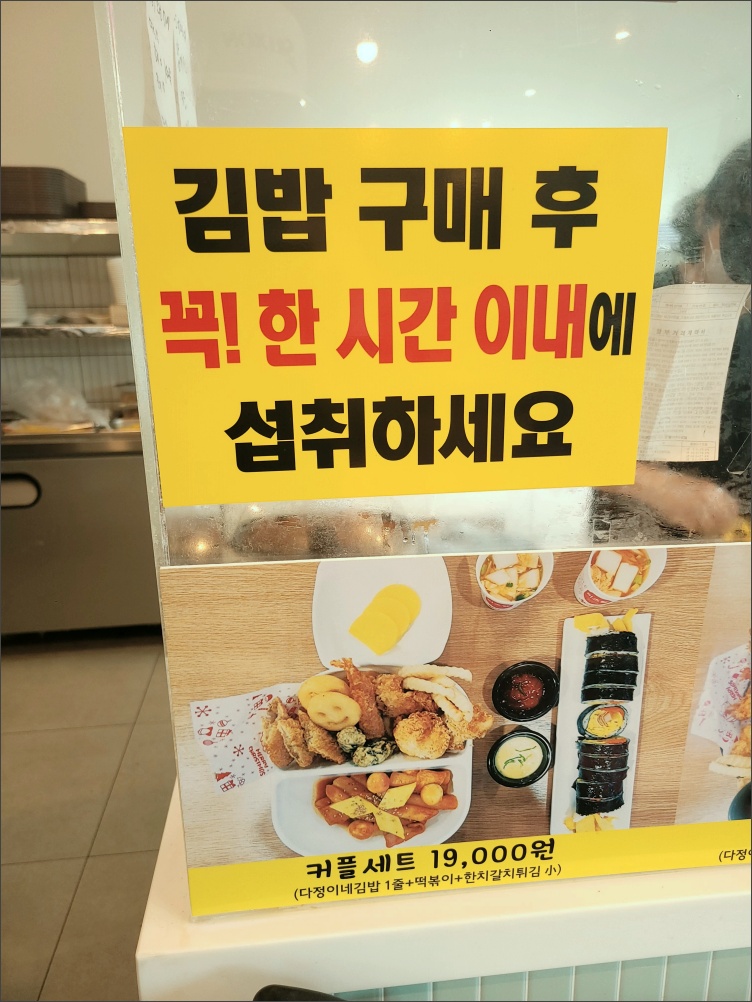 김밥 구매 후
꼭! 한 시간 이내에
섭취하세요
커플세트 19,000원
(다정이네김밥 1줄+떡볶이+한치갈치튀김 小)